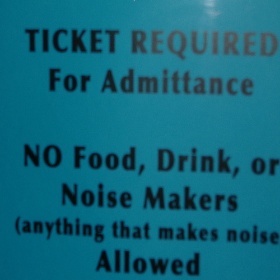 TICKET REQUIRED
For Admittance
NO Food, Drink, or
Noise Makers
(anything that makes noise
Allowed